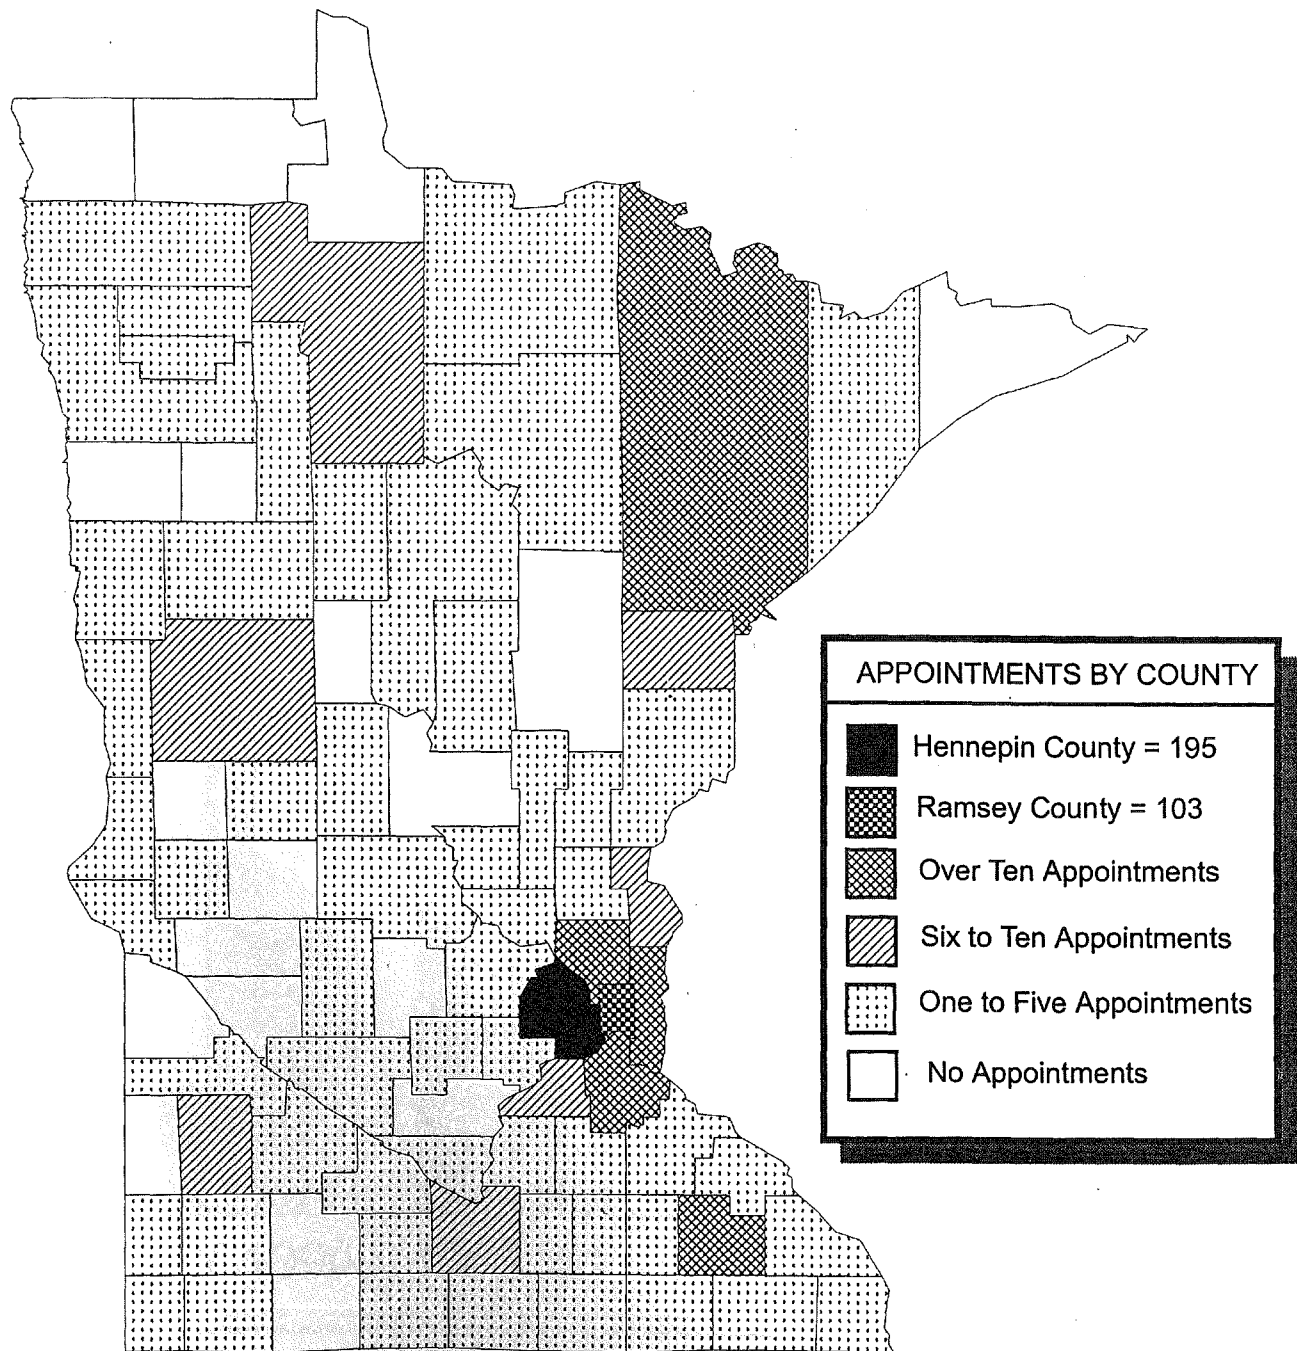 APPOINTMENTS BY COUNTY
Hennepin County = 195
Ramsey County = 103
Over Ten Appointments
Six to Ten Appointments
One to Five Appointments
No Appointments